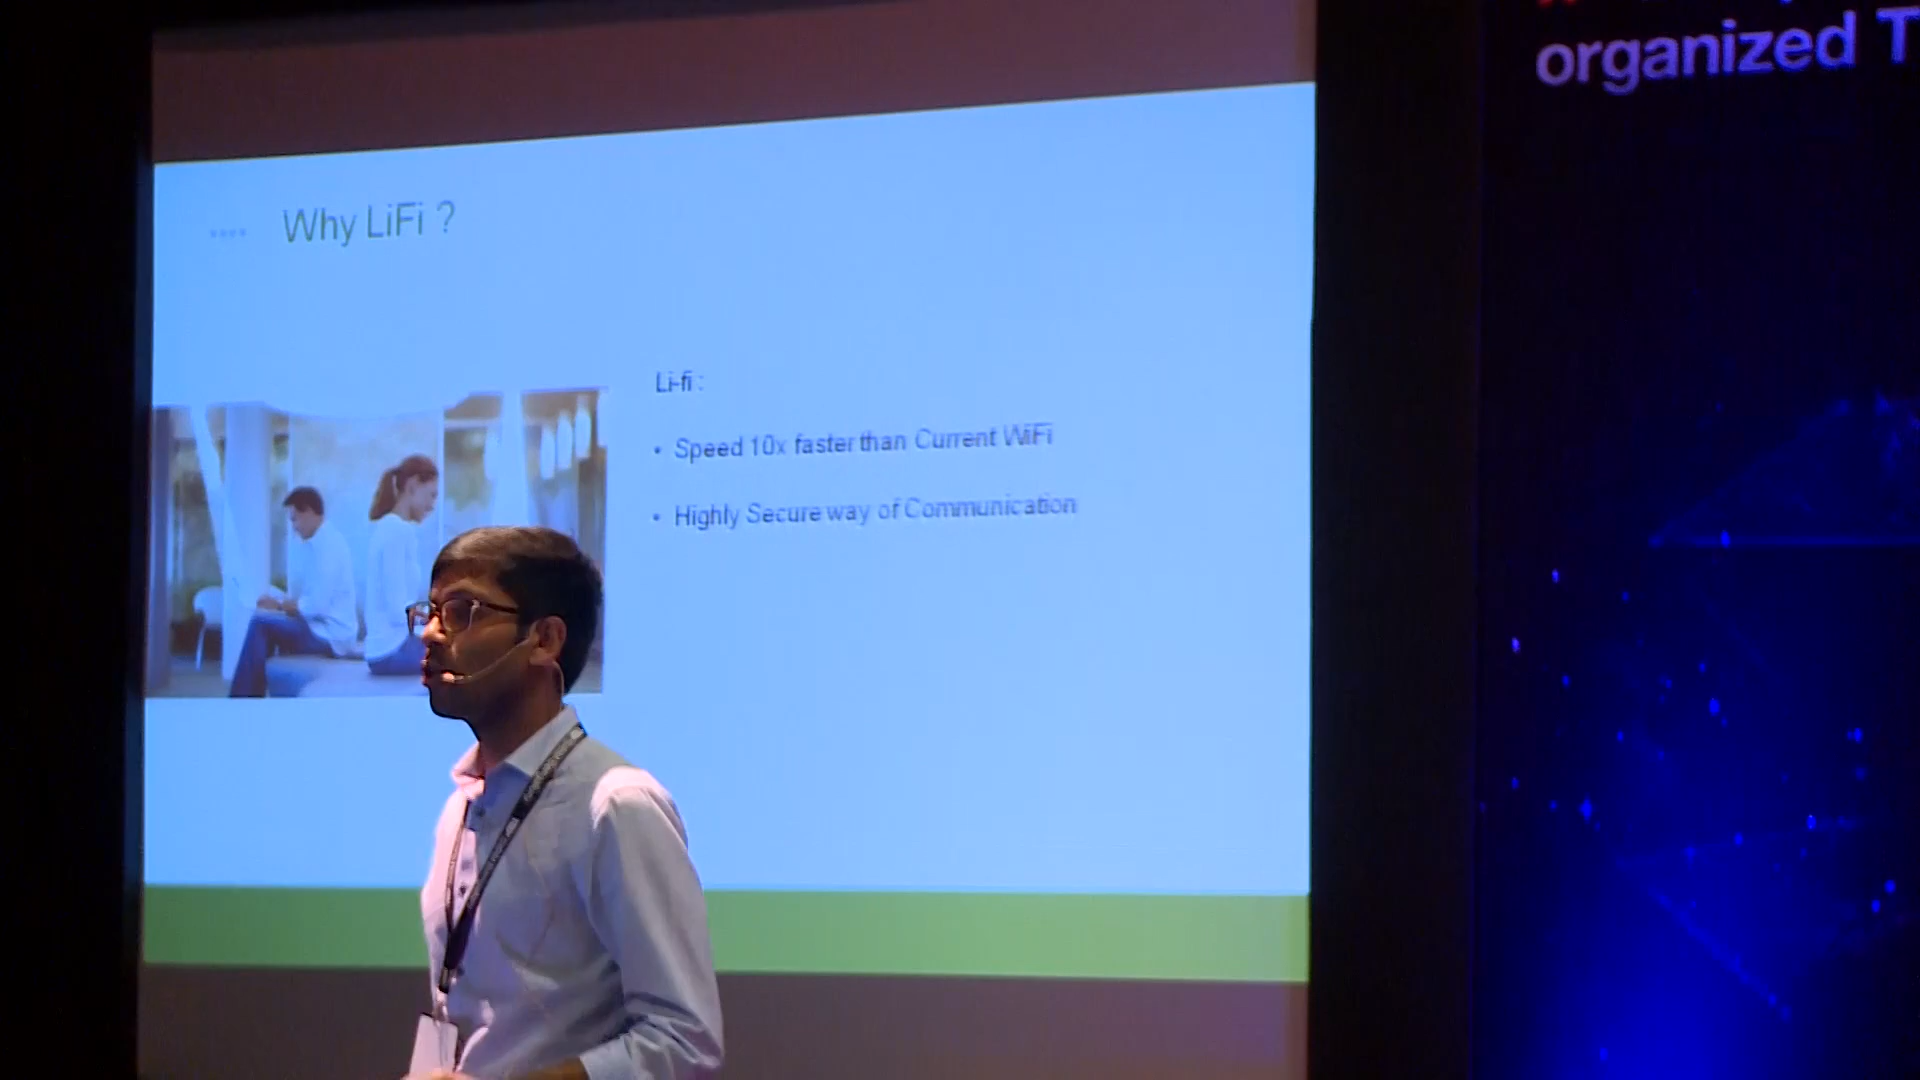 organized T
Why LiFi ?
Li-fi :
• Speed 10x faster than Current WiFi
• Highly Secure way of Communication